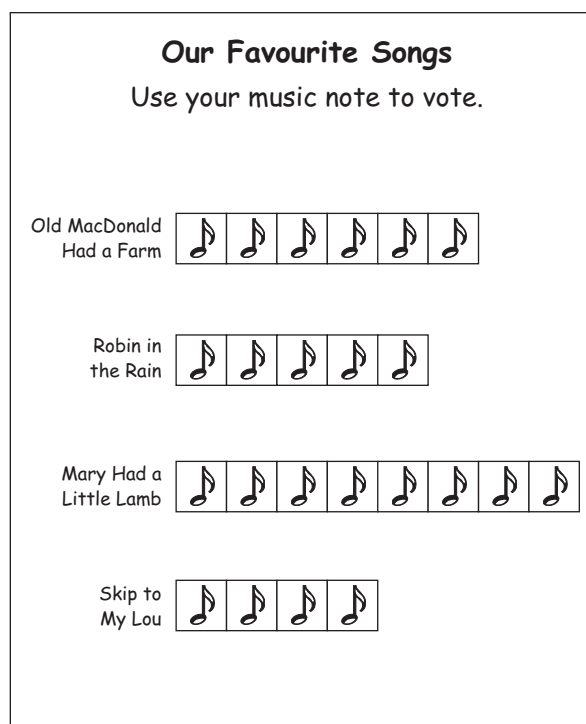 Our Favourite Songs
Use your music note to vote.
Old MacDonald
Had a Farm
Robin in
the Rain
Mary Had a
Little Lamb
Skip to
My Lou